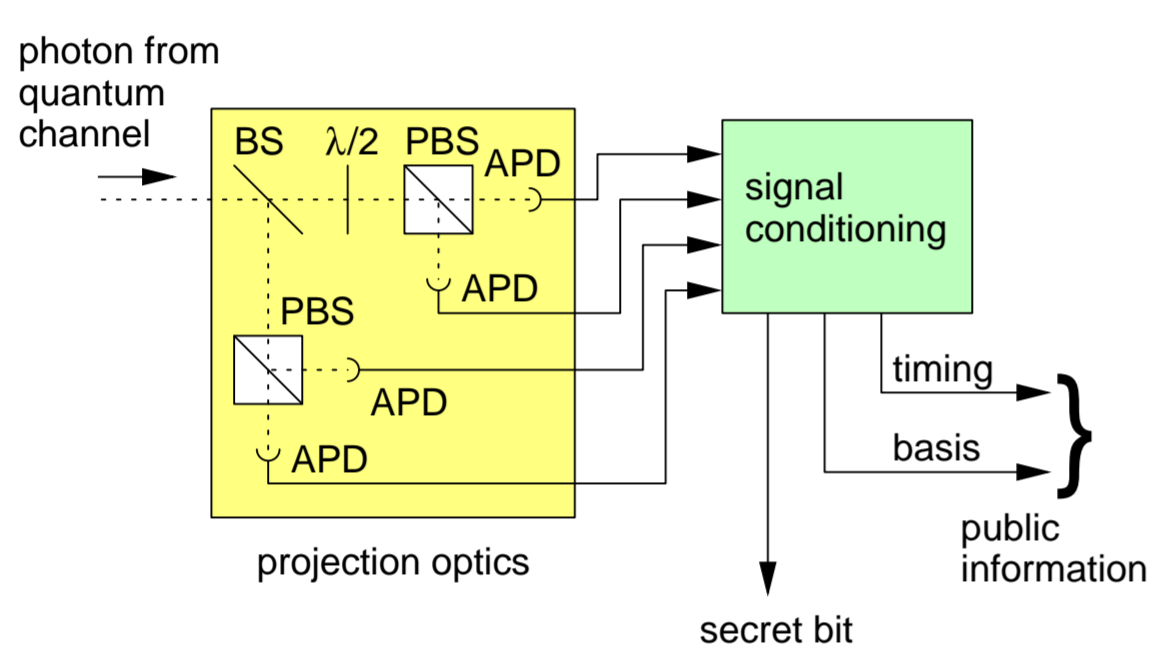 photon from
quantum
channel
BS
λ/2
PBS
APD
APD
PBS
APD
APD
projection optics
signal
conditioning
timing
basis
}
public
information
secret bit